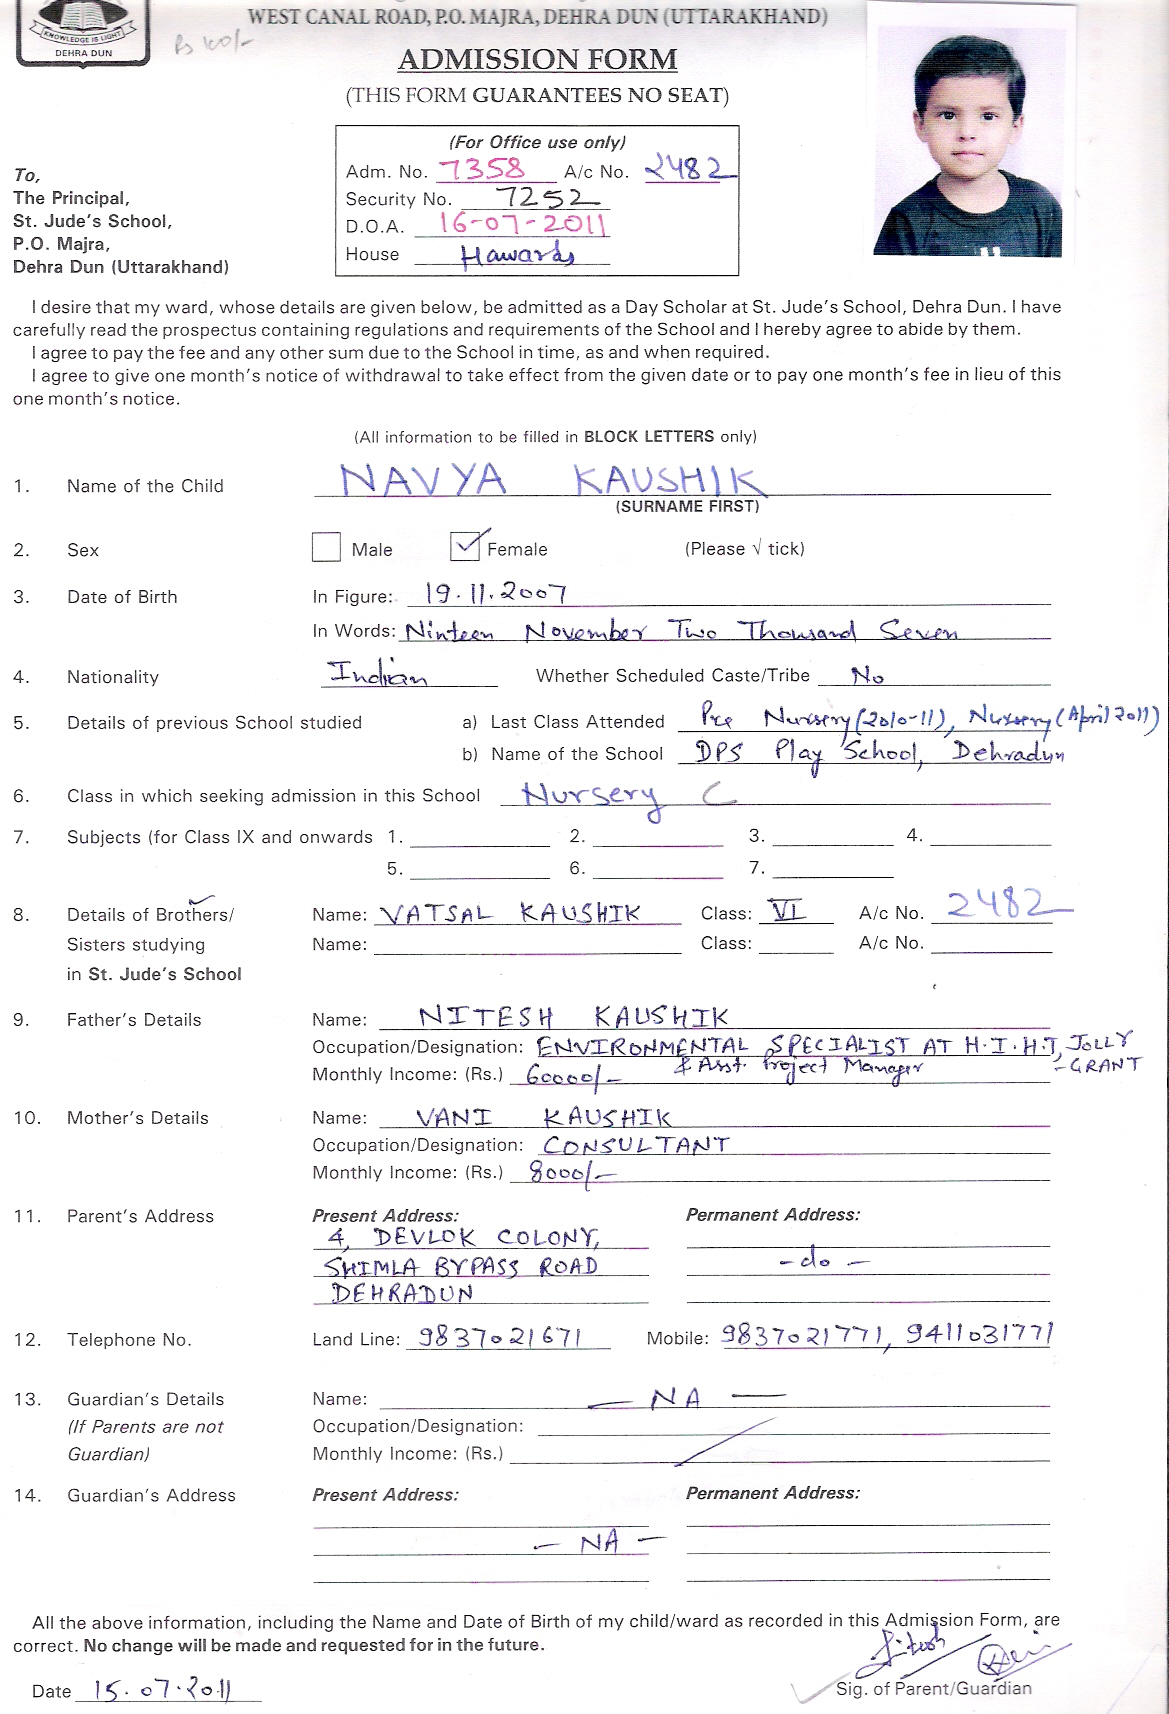 WEST CANAL ROAD, P.O. MAJRA, DEHRA DUN (UTTARAKHAND)
KNOWLEDGE IS LIGHT
DEHRA DUN
Rs 100/-
ADMISSION FORM
(THIS FORM GUARANTEES NO SEAT)
(For Office use only)
Adm. No. 7358 A/c No. 2482
Security No. 7252
D.O.A. 16-07-2011
House Hawards
To,
The Principal,
St. Jude's School,
P.O. Majra,
Dehra Dun (Uttarakhand)
I desire that my ward, whose details are given below, be admitted as a Day Scholar at St. Jude's School, Dehra Dun. I have
carefully read the prospectus containing regulations and requirements of the School and I hereby agree to abide by them.
I agree to pay the fee and any other sum due to the School in time, as and when required.
I agree to give one month's notice of withdrawal to take effect from the given date or to pay one month's fee in lieu of this
one month's notice.
(All information to be filled in BLOCK LETTERS only)
1. Name of the Child NAVYA KAUSHIK
(SURNAME FIRST)
2. Sex Male Female (Please √ tick)
3. Date of Birth In Figure: 19.11.2007
In Words: Ninteen November Two Thousand Seven
4. Nationality Indian Whether Scheduled Caste/Tribe No
5. Details of previous School studied a) Last Class Attended Pre Nursery (2010-11), Nursery (April 2011)
b) Name of the School DPS Play School, Dehradun
6. Class in which seeking admission in this School Nursery C
7. Subjects (for Class IX and onwards 1. 2. 3. 4.
5. 6. 7.
8. Details of Brothers/ Name: VATSAL KAUSHIK Class: VI A/c No. 2482
Sisters studying Name: Class: A/c No.
in St. Jude's School
9. Father's Details Name: NITESH KAUSHIK
Occupation/Designation: ENVIRONMENTAL SPECIALIST AT H.I.H.T, JOLLY
- GRANT
& Asst. Project Manager
Monthly Income: (Rs.) 60000/-
10. Mother's Details Name: VANI KAUSHIK
Occupation/Designation: CONSULTANT
Monthly Income: (Rs.) 8000/-
11. Parent's Address Present Address: Permanent Address:
4, DEVLOK COLONY,
SHIMLA BYPASS ROAD - do -
DEHRADUN
12. Telephone No. Land Line: 9837021671 Mobile: 9837021771, 9411031771
13. Guardian's Details Name: - NA -
(If Parents are not Occupation/Designation:
Guardian) Monthly Income: (Rs.)
14. Guardian's Address Present Address: Permanent Address:
- NA -
All the above information, including the Name and Date of Birth of my child/ward as recorded in this Admission Form, are
correct. No change will be made and requested for in the future.
Date 15.07.2011 Sig. of Parent/Guardian